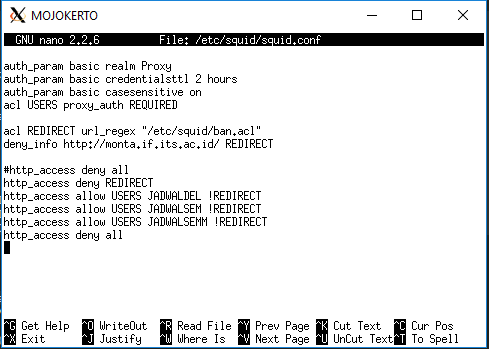 MOJOKERTO
GNU nano 2.2.6 File: /etc/squid/squid.conf
auth_param basic realm Proxy
auth_param basic credentialsttl 2 hours
auth_param basic casesensitive on
acl USERS proxy_auth REQUIRED
acl REDIRECT url_regex "/etc/squid/ban.acl"
deny_info http://monta.if.its.ac.id/ REDIRECT
#http_access deny all
http_access deny REDIRECT
http_access allow USERS JADWALDEL !REDIRECT
http_access allow USERS JADWALSEM !REDIRECT
http_access allow USERS JADWALSEMM !REDIRECT
http_access deny all
^G Get Help ^O WriteOut ^R Read File ^Y Prev Page ^K Cut Text ^C Cur Pos
^X Exit ^J Justify ^W Where Is ^V Next Page ^U UnCut Text ^T To Spell